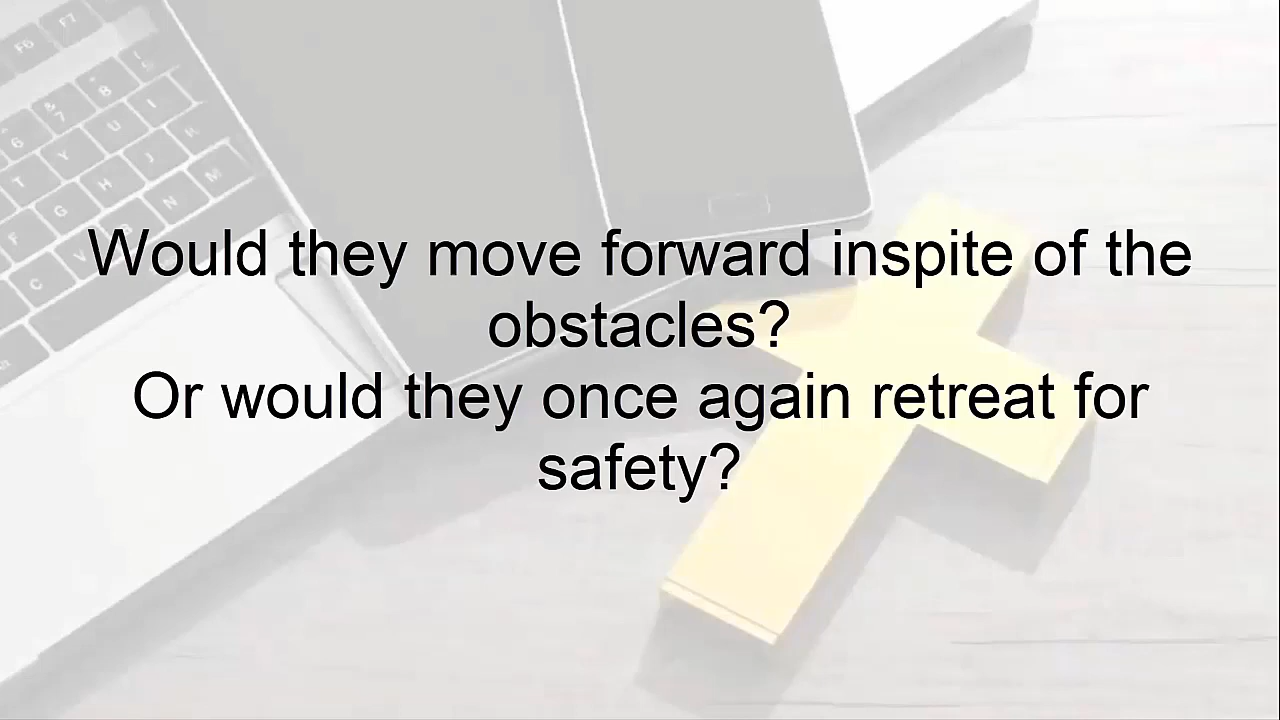 Would they move forward inspite of the
obstacles?
Or would they once again retreat for
safety?